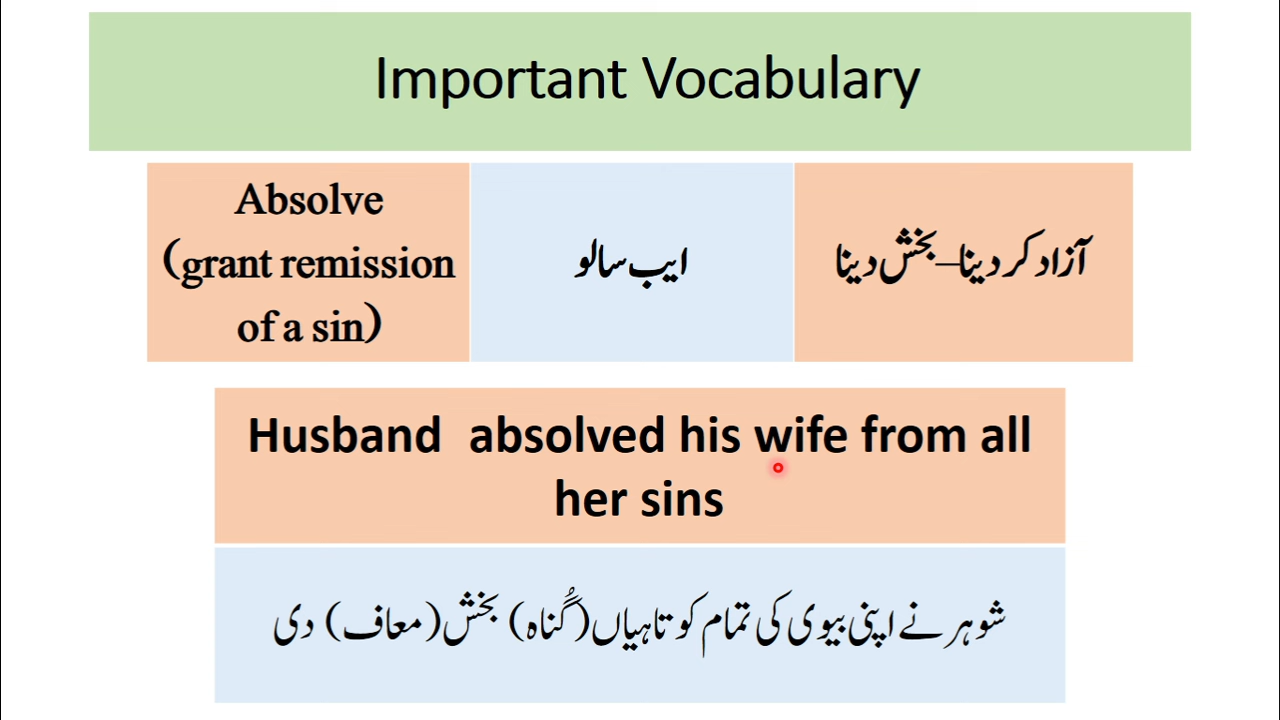 Important Vocabulary
Absolve
(grant remission
of a sin)
ایب سالو
آزاد کر دینا–بخش دینا
Husband absolved his wife from all
her sins
شوہر نے اپنی بیوی کی تمام کوتاہیاں(گُناہ) بخش(معاف) دی